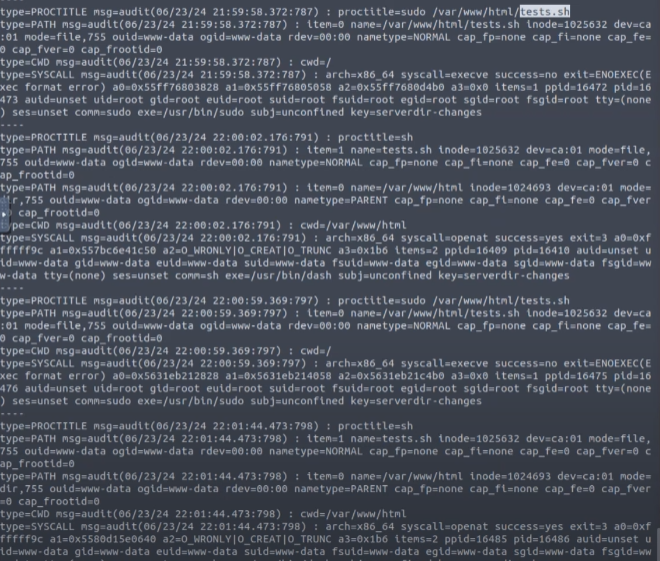 type=PROCTITLE msg=audit(06/23/24 21:59:58.372:787) : proctitle=sudo /var/www/html/tests.sh
type=PATH msg=audit(06/23/24 21:59:58.372:787) : item=0 name=/var/www/html/tests.sh inode=1025632 dev=ca
:01 mode=file,755 ouid=www-data ogid=www-data rdev=00:00 nametype=NORMAL cap_fp=none cap_fi=none cap_fe=
0 cap_fver=0 cap_frootid=0
type=CWD msg=audit(06/23/24 21:59:58.372:787) : cwd=/
type=SYSCALL msg=audit(06/23/24 21:59:58.372:787) : arch=x86_64 syscall=execve success=no exit=ENOEXEC(E
xec format error) a0=0x55ff76803828 a1=0x55ff76805058 a2=0x55ff7680d4b0 a3=0x0 items=1 ppid=16472 pid=16
473 auid=unset uid=root gid=root euid=root suid=root fsuid=root egid=root sgid=root fsgid=root tty=(none
) ses=unset comm=sudo exe=/usr/bin/sudo subj=unconfined key=serverdir-changes
----
type=PROCTITLE msg=audit(06/23/24 22:00:02.176:791) : proctitle=sh
type=PATH msg=audit(06/23/24 22:00:02.176:791) : item=1 name=tests.sh inode=1025632 dev=ca:01 mode=file,
755 ouid=www-data ogid=www-data rdev=00:00 nametype=NORMAL cap_fp=none cap_fi=none cap_fe=0 cap_fver=0 c
ap_frootid=0
type=PATH msg=audit(06/23/24 22:00:02.176:791) : item=0 name=/var/www/html inode=1024693 dev=ca:01 mode=
dir,755 ouid=www-data ogid=www-data rdev=00:00 nametype=PARENT cap_fp=none cap_fi=none cap_fe=0 cap_fver
cap_frootid=0
type=CWD msg=audit(06/23/24 22:00:02.176:791) : cwd=/var/www/html
type=SYSCALL msg=audit(06/23/24 22:00:02.176:791) : arch=x86_64 syscall=openat success=yes exit=3 a0=0xf
fffff9c a1=0x557bc6e41c50 a2=O_WRONLY|O_CREAT|O_TRUNC a3=0x1b6 items=2 ppid=16409 pid=16410 auid=unset u
id=www-data gid=www-data euid=www-data suid=www-data fsuid=www-data egid=www-data sgid=www-data fsgid=ww
w-data tty=(none) ses=unset comm=sh exe=/usr/bin/dash subj=unconfined key=serverdir-changes
----
type=PROCTITLE msg=audit(06/23/24 22:00:59.369:797) : proctitle=sudo /var/www/html/tests.sh
type=PATH msg=audit(06/23/24 22:00:59.369:797) : item=0 name=/var/www/html/tests.sh inode=1025632 dev=ca
:01 mode=file,755 ouid=www-data ogid=www-data rdev=00:00 nametype=NORMAL cap_fp=none cap_fi=none cap_fe=
0 cap_fver=0 cap_frootid=0
type=CWD msg=audit(06/23/24 22:00:59.369:797) : cwd=/
type=SYSCALL msg=audit(06/23/24 22:00:59.369:797) : arch=x86_64 syscall=execve success=no exit=ENOEXEC(E
xec format error) a0=0x5631eb212828 a1=0x5631eb214058 a2=0x5631eb21c4b0 a3=0x0 items=1 ppid=16475 pid=16
476 auid=unset uid=root gid=root euid=root suid=root fsuid=root egid=root sgid=root fsgid=root tty=(none
) ses=unset comm=sudo exe=/usr/bin/sudo subj=unconfined key=serverdir-changes
----
type=PROCTITLE msg=audit(06/23/24 22:01:44.473:798) : proctitle=sh
type=PATH msg=audit(06/23/24 22:01:44.473:798) : item=1 name=tests.sh inode=1025632 dev=ca:01 mode=file,
755 ouid=www-data ogid=www-data rdev=00:00 nametype=NORMAL cap_fp=none cap_fi=none cap_fe=0 cap_fver=0 c
ap_frootid=0
type=PATH msg=audit(06/23/24 22:01:44.473:798) : item=0 name=/var/www/html inode=1024693 dev=ca:01 mode=
dir,755 ouid=www-data ogid=www-data rdev=00:00 nametype=PARENT cap_fp=none cap_fi=none cap_fe=0 cap_fver
=0 cap_frootid=0
type=CWD msg=audit(06/23/24 22:01:44.473:798) : cwd=/var/www/html
type=SYSCALL msg=audit(06/23/24 22:01:44.473:798) : arch=x86_64 syscall=openat success=yes exit=3 a0=0xf
fffff9c a1=0x5580d15e0640 a2=O_WRONLY|O_CREAT|O_TRUNC a3=0x1b6 items=2 ppid=16485 pid=16486 auid=unset u
id=www-data gid=www-data euid=www-data suid=www-data fsuid=www-data egid=www-data sgid=www-data fsgid=ww